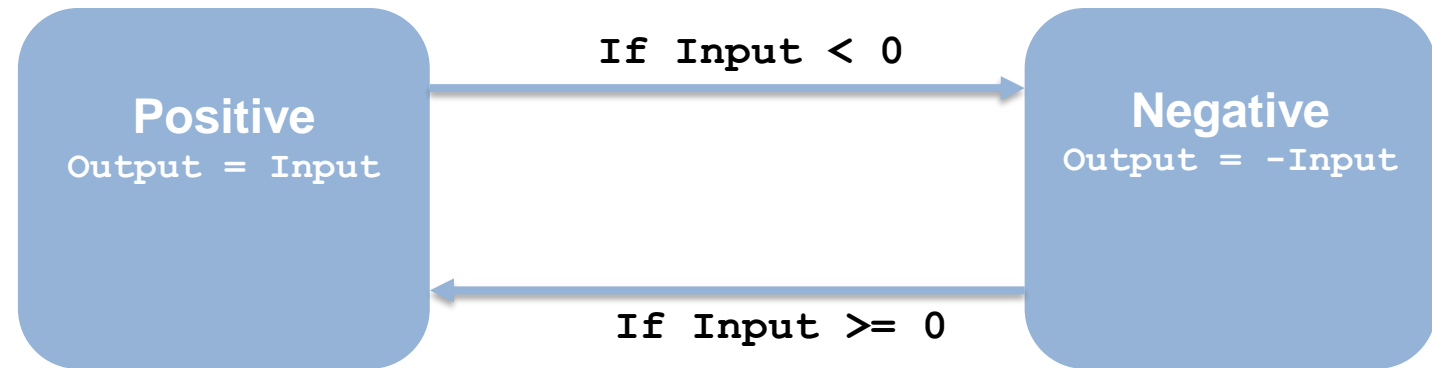 If Input < 0
Positive
Output = Input
Negative
Output = -Input
If Input >= 0